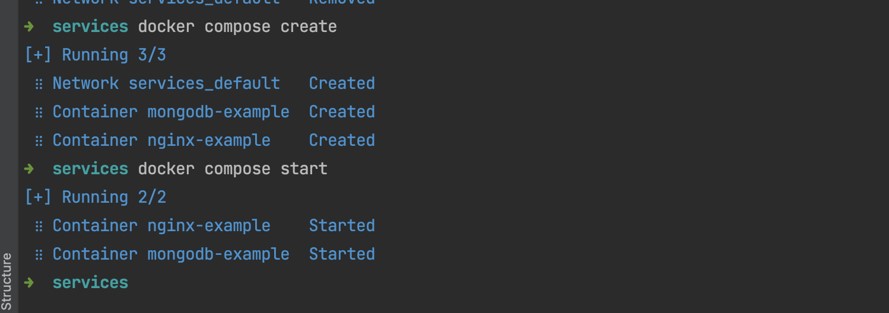 Network services_default Removed
➜ services docker compose create
[+] Running 3/3
⠿ Network services_default Created
⠿ Container mongodb-example Created
⠿ Container nginx-example Created
➜ services docker compose start
[+] Running 2/2
⠿ Container nginx-example Started
⠿ Container mongodb-example Started
➜ services
Structure